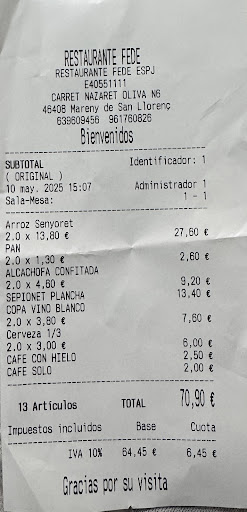 RESTAURANTE FEDE
RESTAURANTE FEDE ESPJ
E40551111
CARRET NAZARET OLIVA N6
46408 Mareny de San Llorenç
639609456 961760826
Bienvenidos
SUBTOTAL Identificador: 1
( ORIGINAL )
10 may. 2025 15:07 Administrador 1
Sala-Mesa: 1 - 1
Arroz Senyoret
2.0 x 13,80 € 27,60 €
PAN
2.0 x 1,30 € 2,60 €
ALCACHOFA CONFITADA
2.0 x 4,60 € 9,20 €
SEPIONET PLANCHA 13,40 €
COPA VINO BLANCO
2.0 x 3,80 € 7,60 €
Cerveza 1/3
2.0 x 3,00 € 6,00 €
CAFE CON HIELO 2,50 €
CAFE SOLO 2,00 €
13 Artículos TOTAL 70,90 €
Impuestos incluidos Base Cuota
IVA 10% 64,45 € 6,45 €
Gracias por su visita